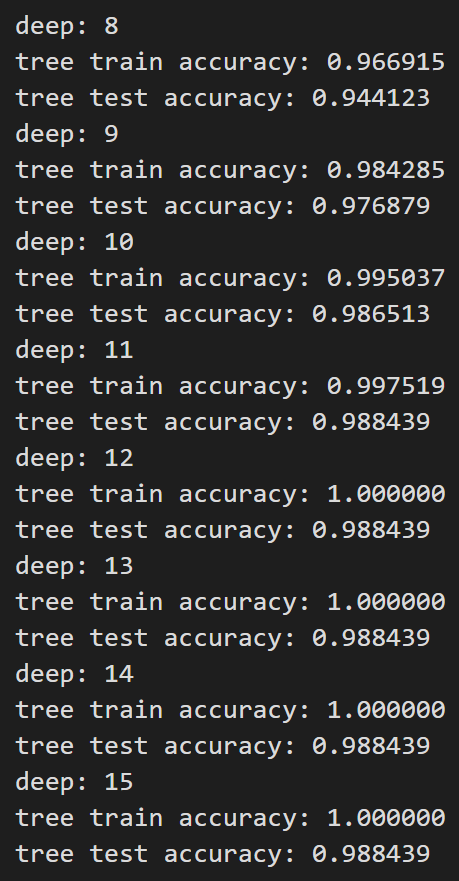 deep: 8
tree train accuracy: 0.966915
tree test accuracy: 0.944123
deep: 9
tree train accuracy: 0.984285
tree test accuracy: 0.976879
deep: 10
tree train accuracy: 0.995037
tree test accuracy: 0.986513
deep: 11
tree train accuracy: 0.997519
tree test accuracy: 0.988439
deep: 12
tree train accuracy: 1.000000
tree test accuracy: 0.988439
deep: 13
tree train accuracy: 1.000000
tree test accuracy: 0.988439
deep: 14
tree train accuracy: 1.000000
tree test accuracy: 0.988439
deep: 15
tree train accuracy: 1.000000
tree test accuracy: 0.988439